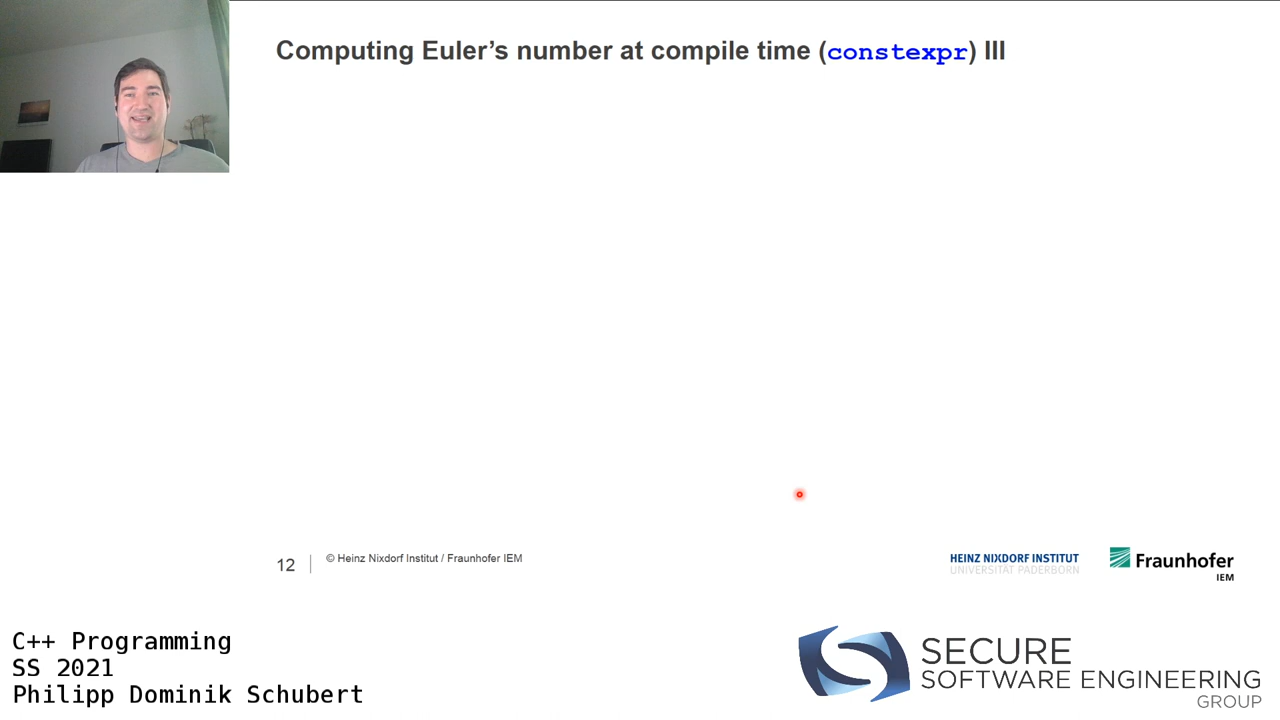 Computing Euler’s number at compile time (constexpr) III
12
© Heinz Nixdorf Institut / Fraunhofer IEM
HEINZ NIXDORF INSTITUT
UNIVERSITÄT PADERBORN
Fraunhofer
IEM
C++ Programming
SS 2021
Philipp Dominik Schubert
SECURE
SOFTWARE ENGINEERING
GROUP